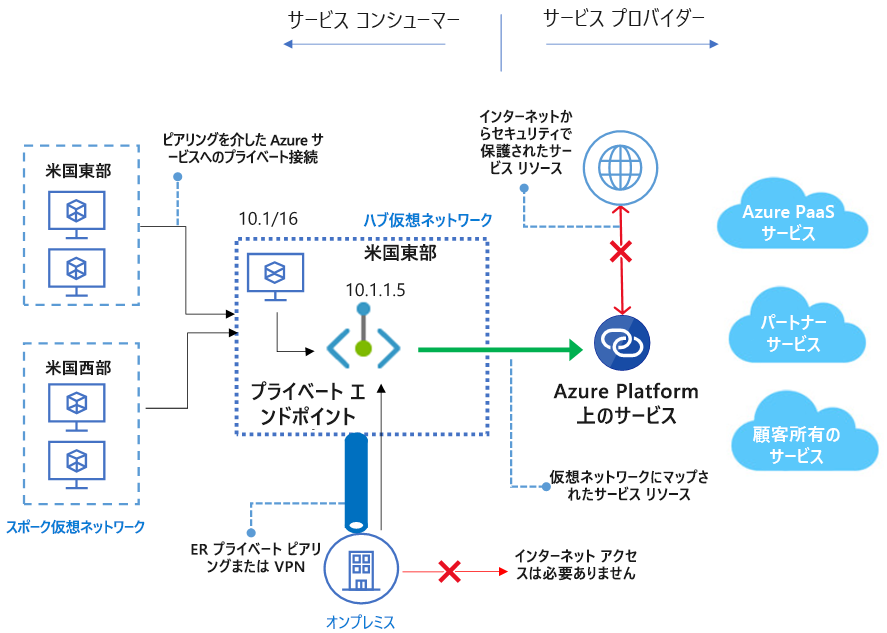 サービス コンシューマー
サービス プロバイダー
ピアリングを介した Azure サ
ービスへのプライベート接続
インターネットか
らセキュリティで
保護されたサー
ビス リソース
米国東部
10.1/16
ハブ仮想ネットワーク
米国東部
10.1.1.5
Azure PaaS
サービス
パートナー
サービス
米国西部
プライベート エ
ンドポイント
Azure Platform
上のサービス
顧客所有の
サービス
仮想ネットワークにマップさ
れたサービス リソース
スポーク仮想ネットワーク
ER プライベート ピアリ
ングまたは VPN
インターネット アクセ
スは必要ありません
オンプレミス